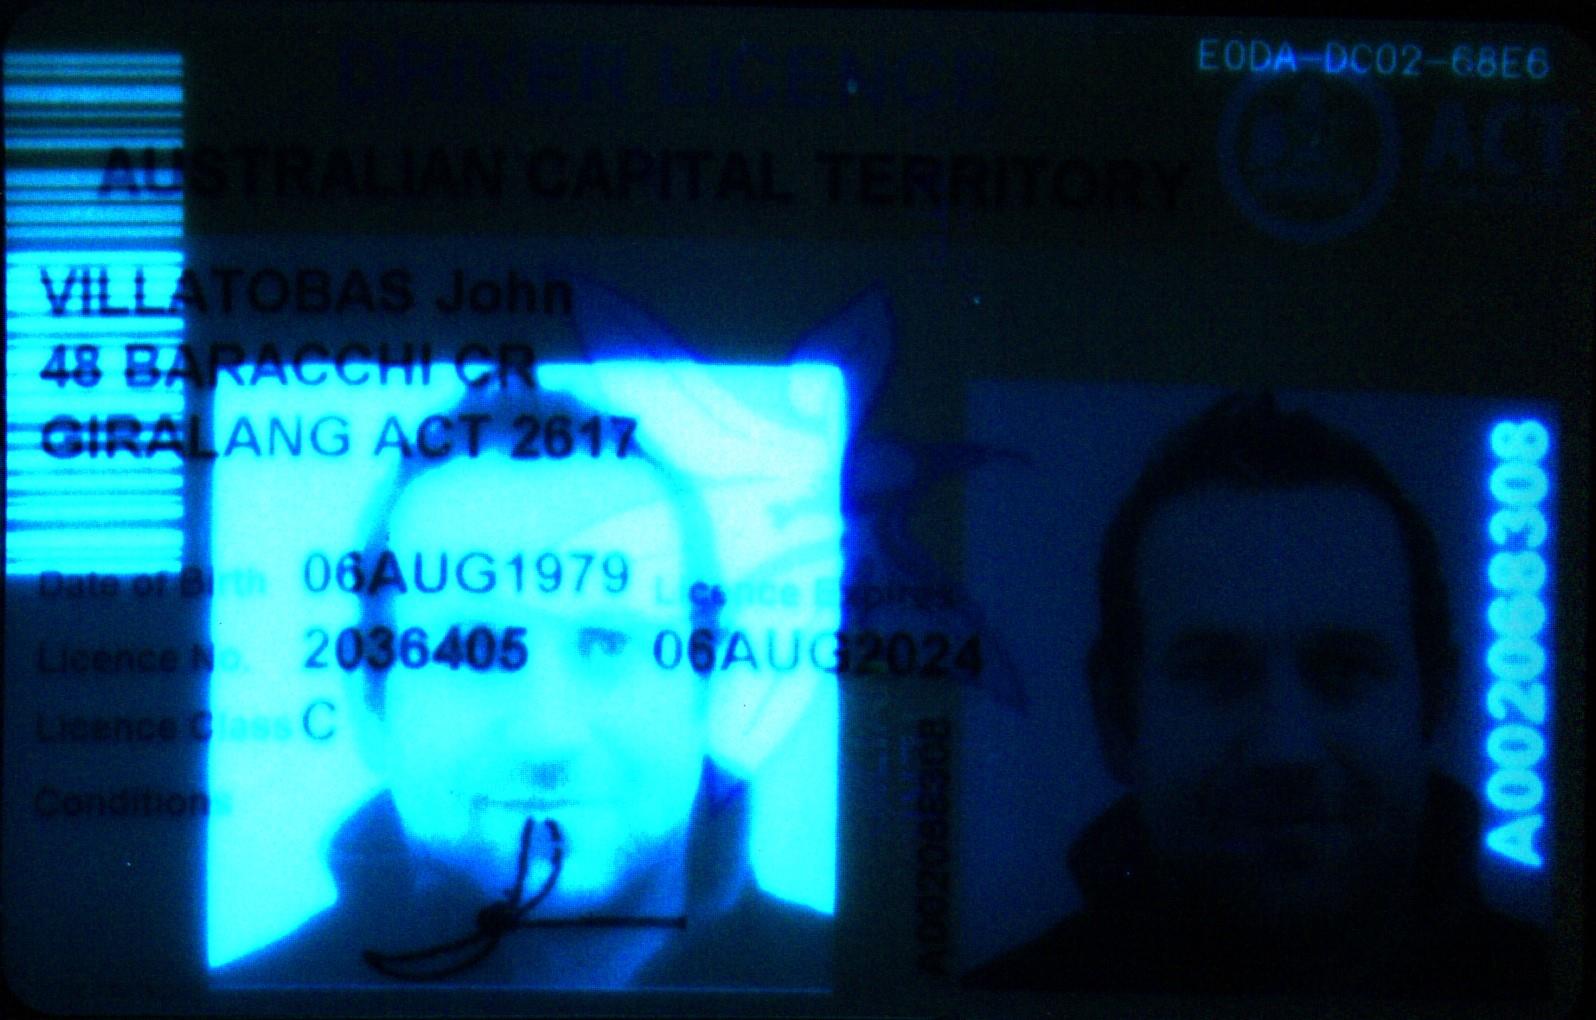 DRIVER LICENCE
E0DA-DC02-68E6
ACT
AUSTRALIAN CAPITAL TERRITORY
VILLATOBAS John
48 BARACCHI CR
GIRALANG ACT 2617
Date of Birth 06AUG1979 Licence Expires
Licence No. 2036405 06AUG2024
Licence Class C
Conditions
A002068308